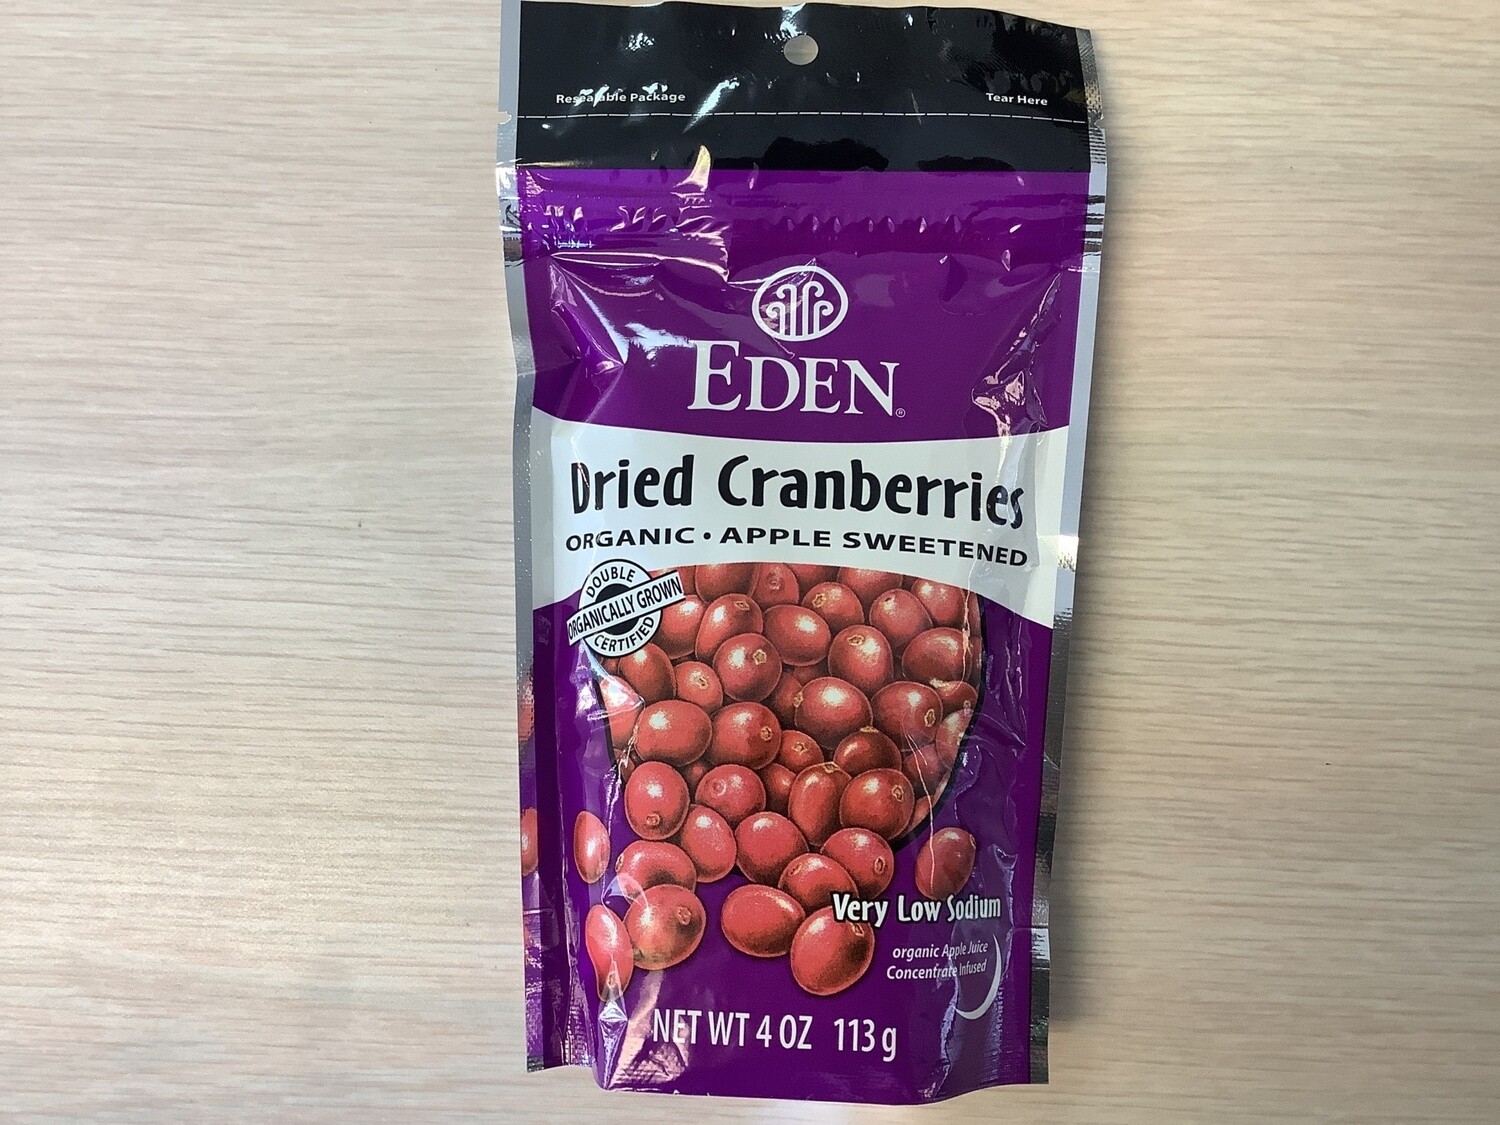 Resealable Package
Tear Here
EDEN®
Dried Cranberries
ORGANIC • APPLE SWEETENED
DOUBLE
ORGANICALLY GROWN
CERTIFIED
Very Low Sodium
organic Apple Juice
Concentrate Infused
NET WT 4 OZ 113 g